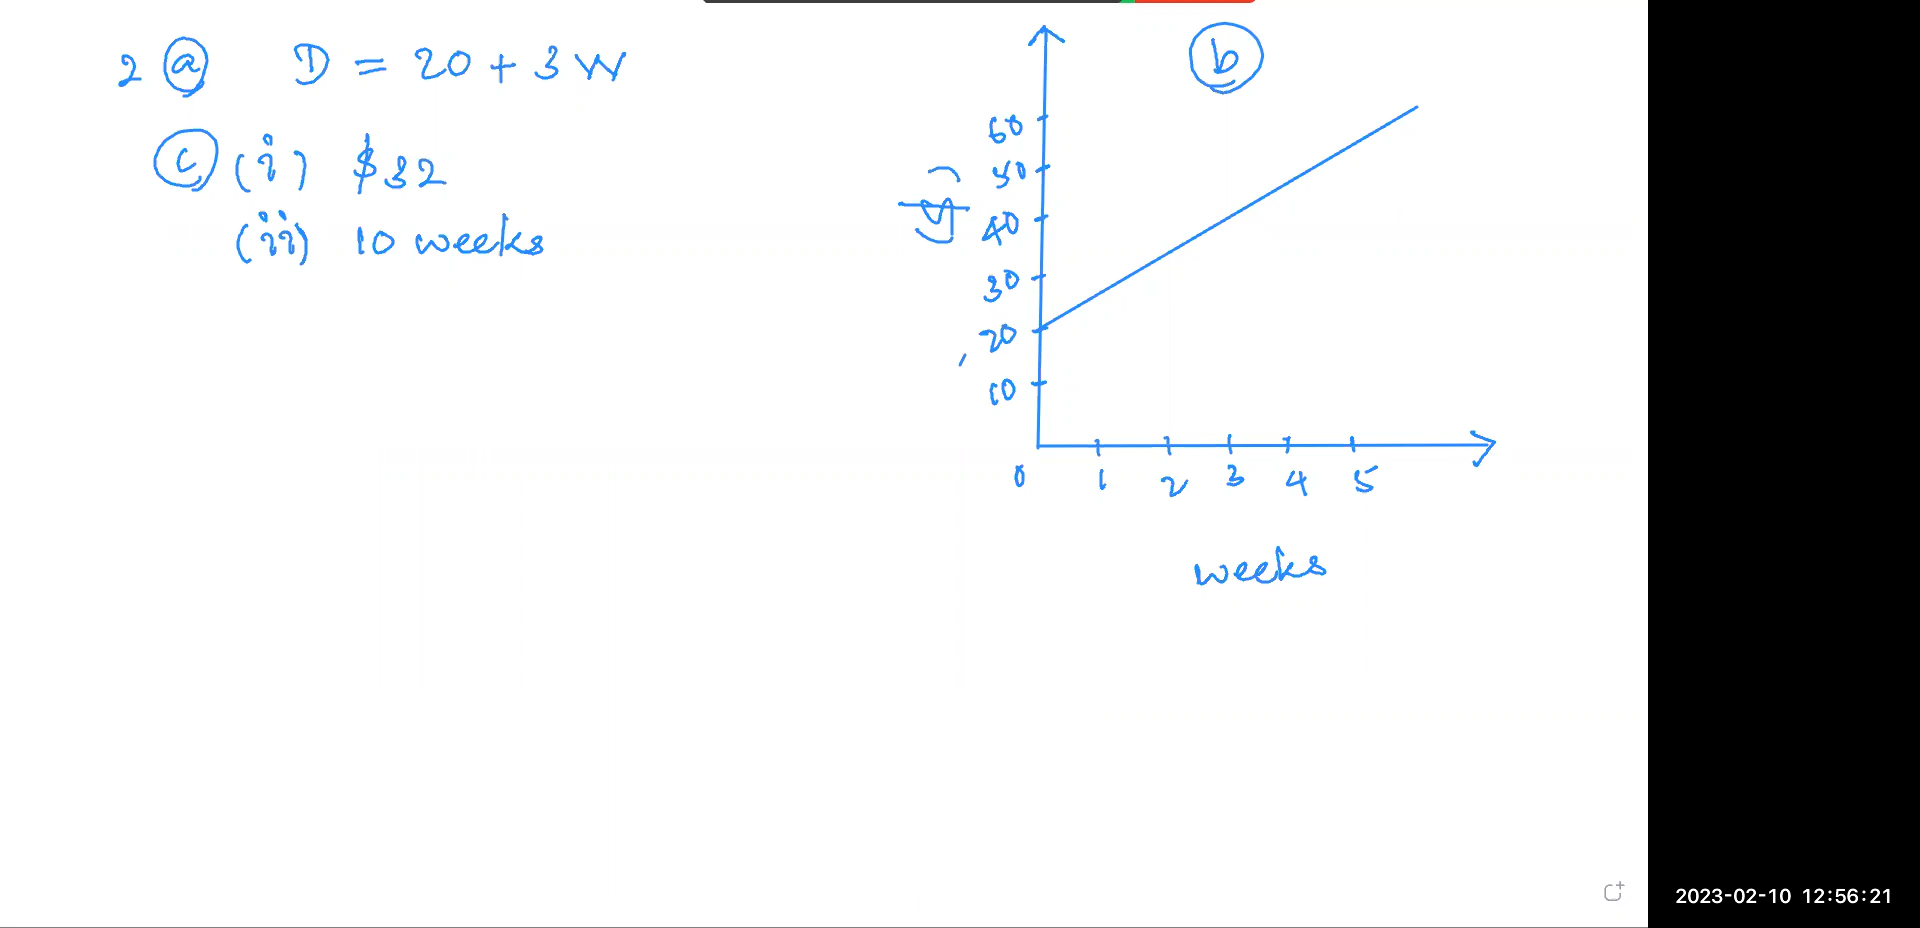 2 (a) D = 20 + 3W
(c) (i) $32
(ii) 10 weeks
(b)
($)
60
50
40
30
20
10
0 1 2 3 4 5
weeks
2023-02-10 12:56:21